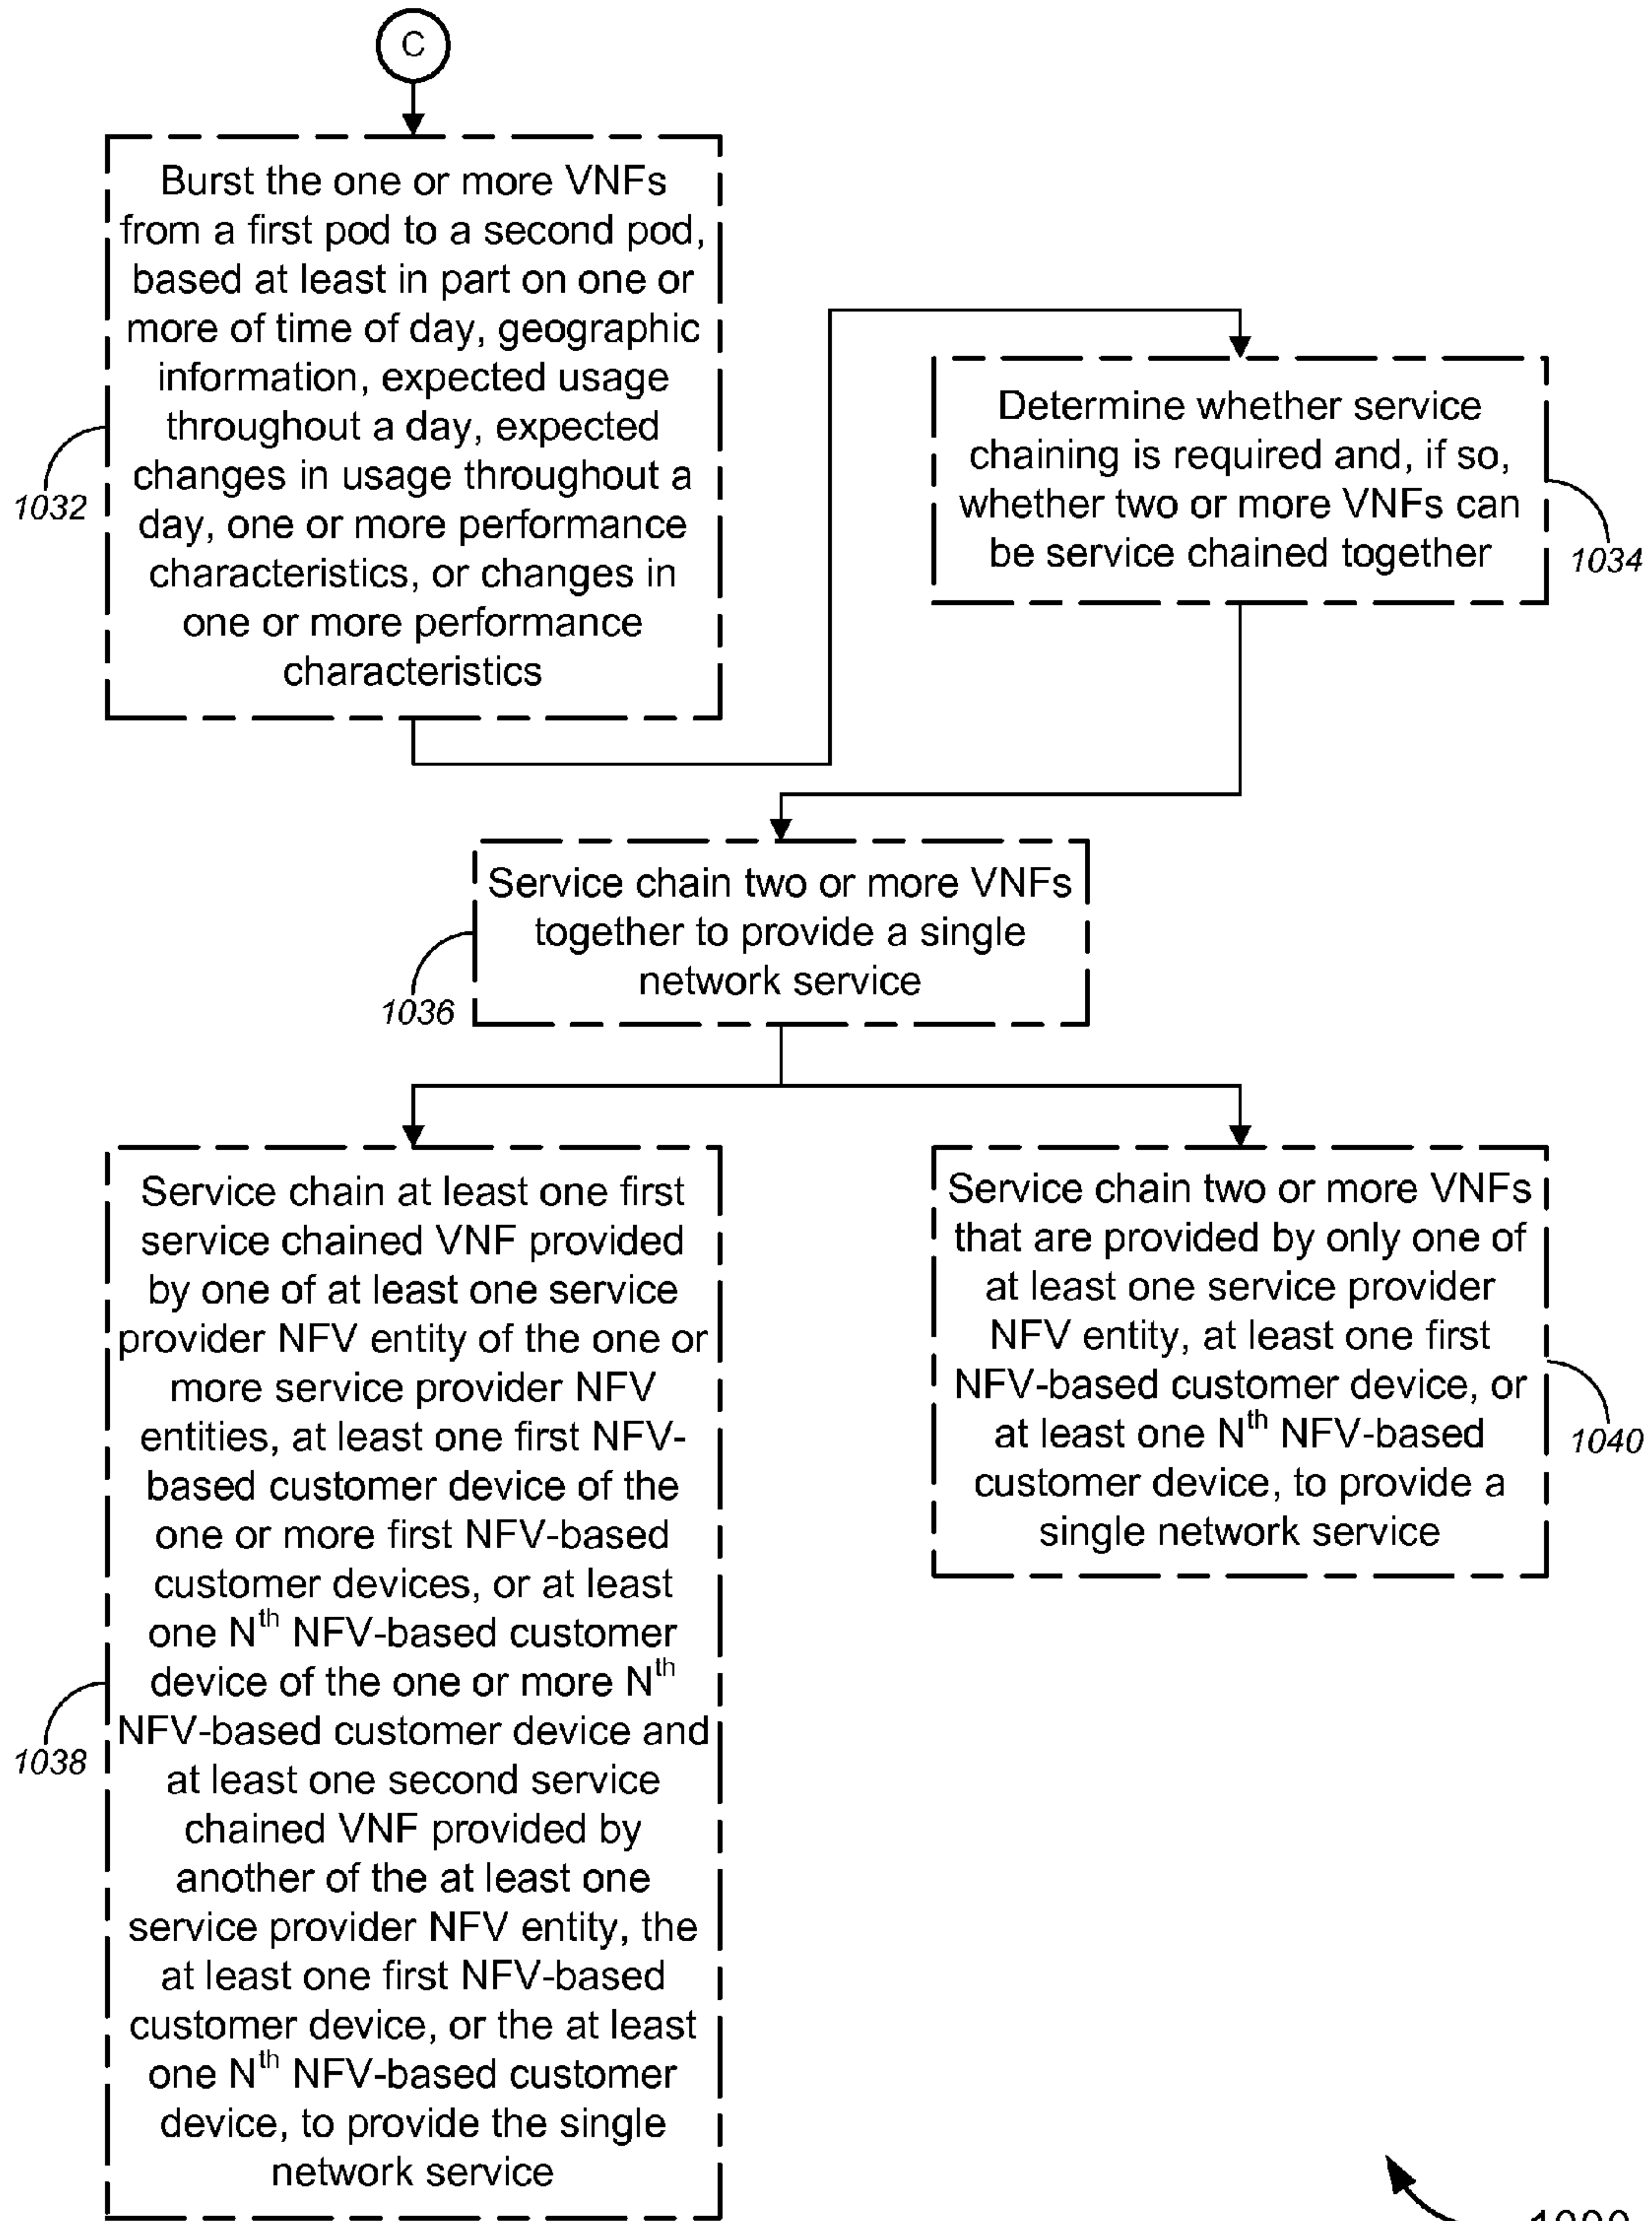 C
Burst the one or more VNFs
from a first pod to a second pod,
based at least in part on one or
more of time of day, geographic
information, expected usage
throughout a day, expected
changes in usage throughout a
day, one or more performance
characteristics, or changes in
one or more performance
characteristics
1032
Determine whether service
chaining is required and, if so,
whether two or more VNFs can
be service chained together
1034
Service chain two or more VNFs
together to provide a single
network service
1036
Service chain at least one first
service chained VNF provided
by one of at least one service
provider NFV entity of the one or
more service provider NFV
entities, at least one first NFV-
based customer device of the
one or more first NFV-based
customer devices, or at least
one Nth NFV-based customer
device of the one or more Nth
NFV-based customer device and
at least one second service
chained VNF provided by
another of the at least one
service provider NFV entity, the
at least one first NFV-based
customer device, or the at least
one Nth NFV-based customer
device, to provide the single
network service
1038
Service chain two or more VNFs
that are provided by only one of
at least one service provider
NFV entity, at least one first
NFV-based customer device, or
at least one Nth NFV-based
customer device, to provide a
single network service
1040